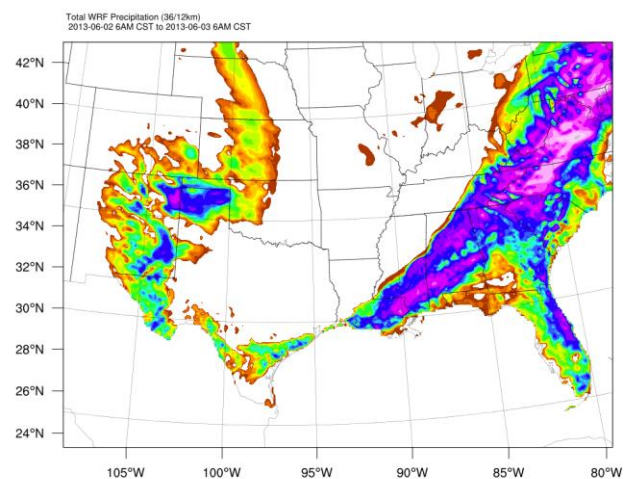 Total WRF Precipitation (36/12km)
2013-06-02 6AM CST to 2013-06-03 6AM CST
42°N
40°N
38°N
36°N
34°N
32°N
30°N
28°N
26°N
24°N
105°W 100°W 95°W 90°W 85°W 80°W